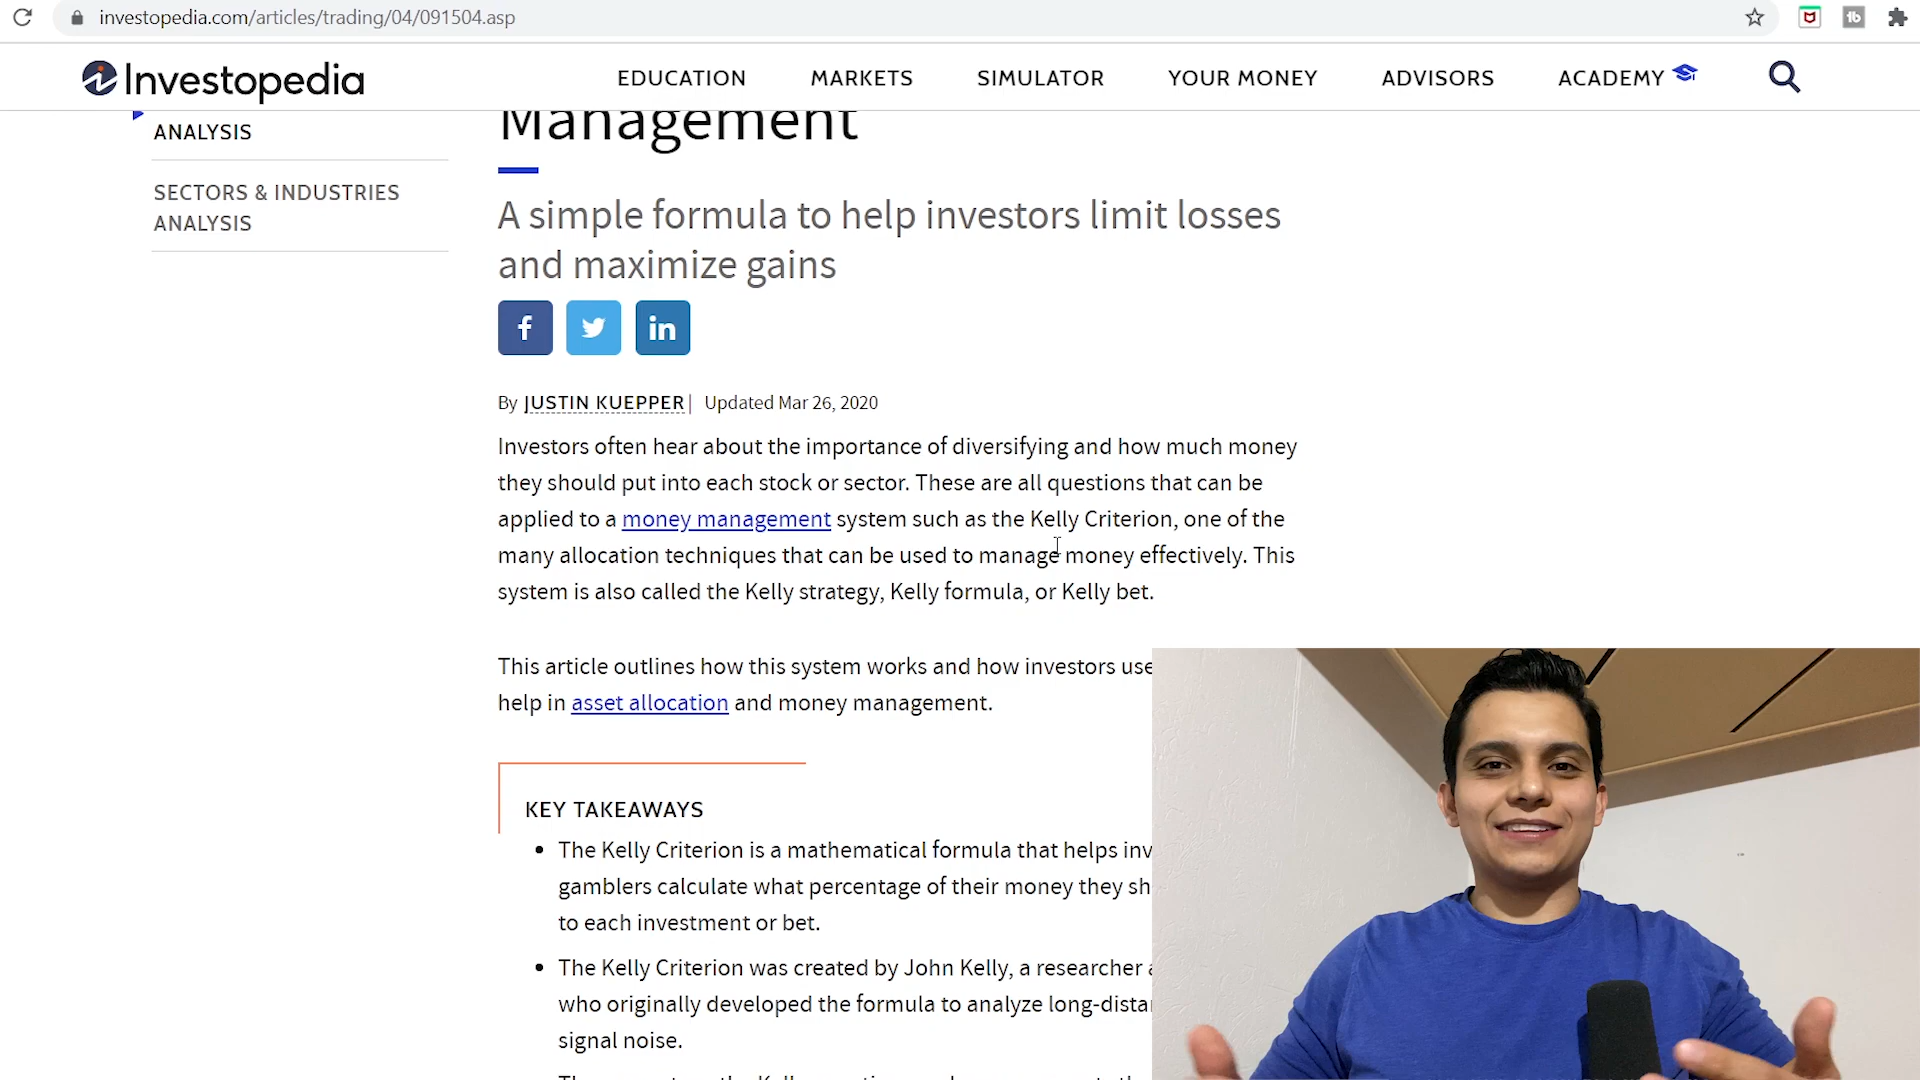 investopedia.com/articles/trading/04/091504.asp
Investopedia
EDUCATION
MARKETS
SIMULATOR
YOUR MONEY
ADVISORS
ACADEMY
ANALYSIS
SECTORS & INDUSTRIES
ANALYSIS
Management
A simple formula to help investors limit losses
and maximize gains
By JUSTIN KUEPPER | Updated Mar 26, 2020
Investors often hear about the importance of diversifying and how much money
they should put into each stock or sector. These are all questions that can be
applied to a money management system such as the Kelly Criterion, one of the
many allocation techniques that can be used to manage money effectively. This
system is also called the Kelly strategy, Kelly formula, or Kelly bet.
This article outlines how this system works and how investors use
help in asset allocation and money management.
KEY TAKEAWAYS
• The Kelly Criterion is a mathematical formula that helps inv
gamblers calculate what percentage of their money they sh
to each investment or bet.
• The Kelly Criterion was created by John Kelly, a researcher
who originally developed the formula to analyze long-distan
signal noise.